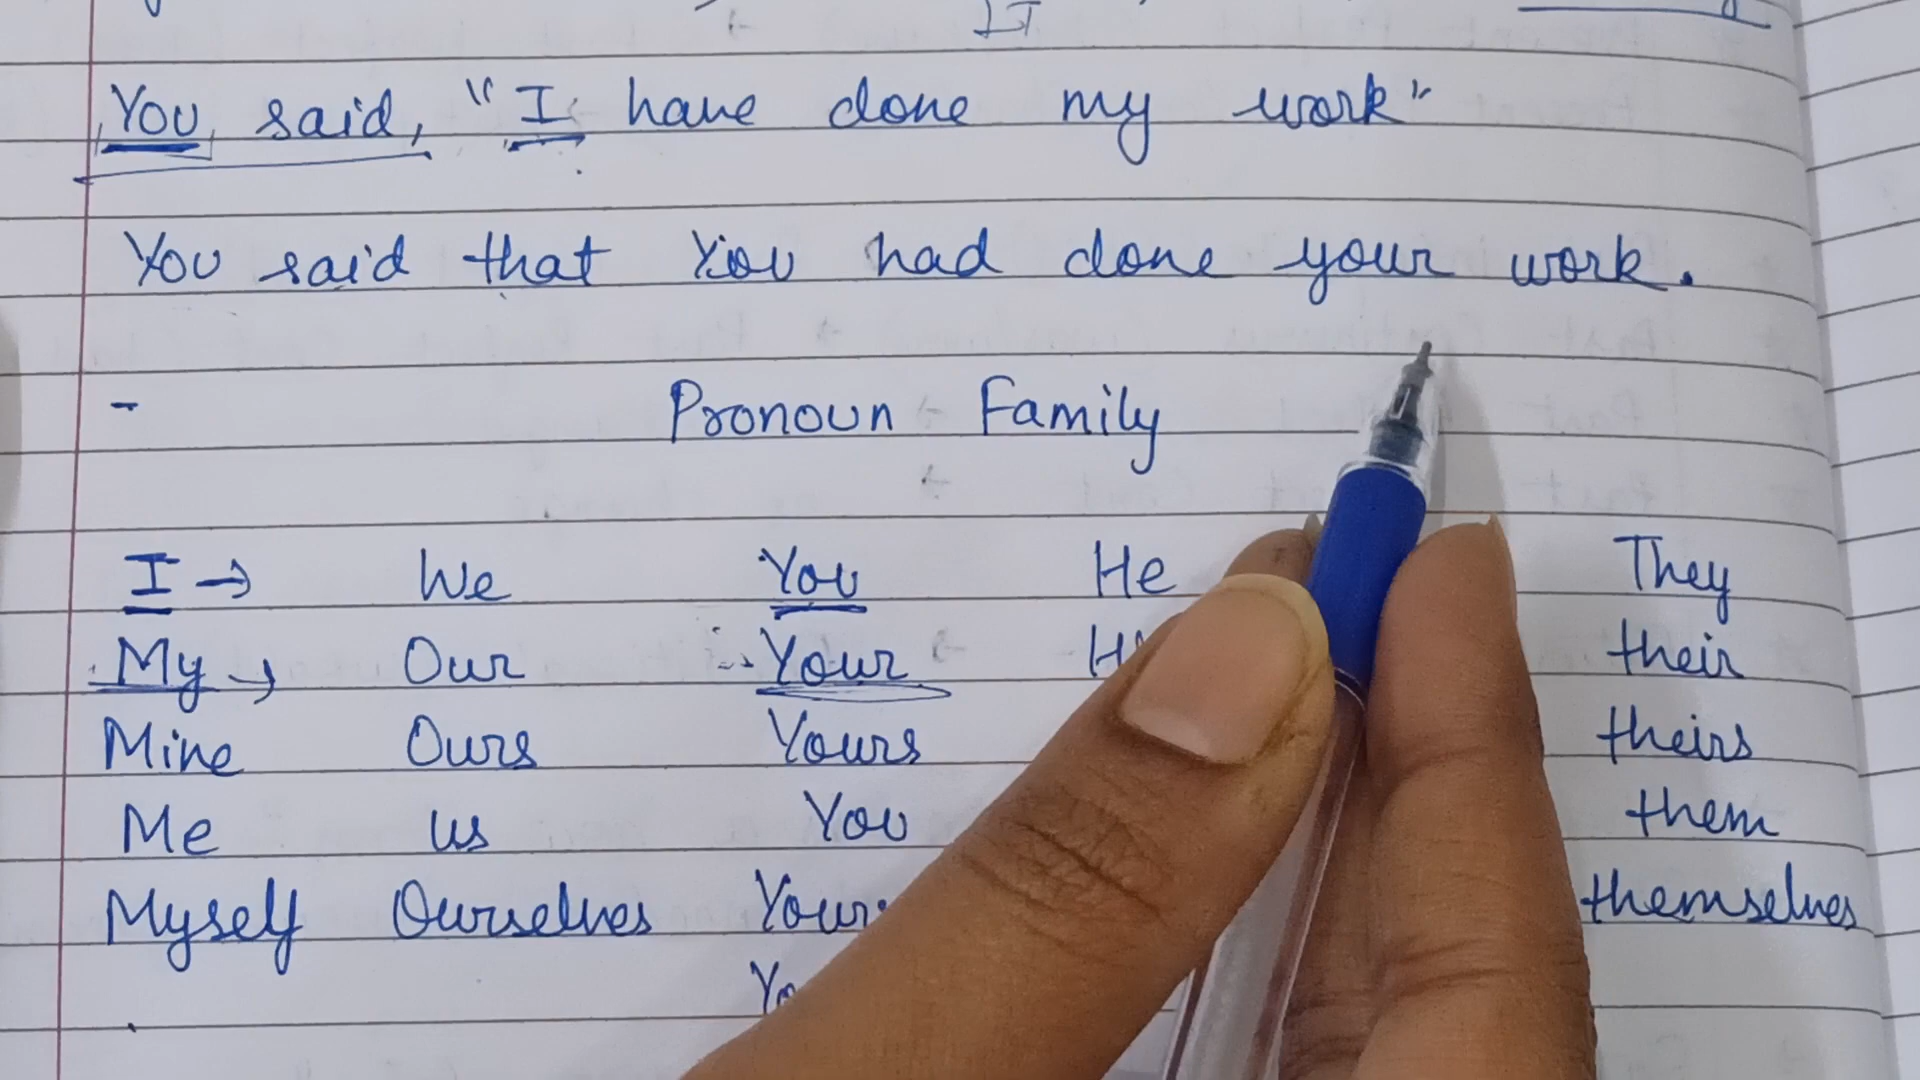 You said, "I have done my work"
You said that You had done your work.
- Pronoun Family
I → We You He They
My → Our Your their
Mine Ours Yours theirs
Me us You them
Myself Ourselves themselves